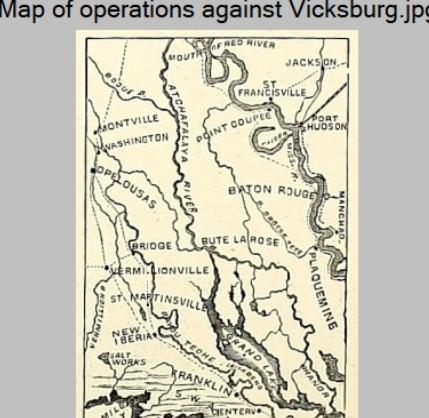 Map of operations against Vicksburg.jpg
MOUTH OF RED RIVER
JACKSON
ST
FRANCISVILLE
ATCHAFALAYA RIVER
POINT COUPEE
PORT
HUDSON
MONTVILLE
WASHINGTON
OPELOUSAS
BATON ROUGE
MANCHAC
BRIDGE
BUTE LA ROSE
PLAQUEMINE
VERMILLIONVILLE
ST. MARTINSVILLE
NEW
IBERIA
TECHE
GRAND LAKE
SALT
WORKS
FRANKLIN